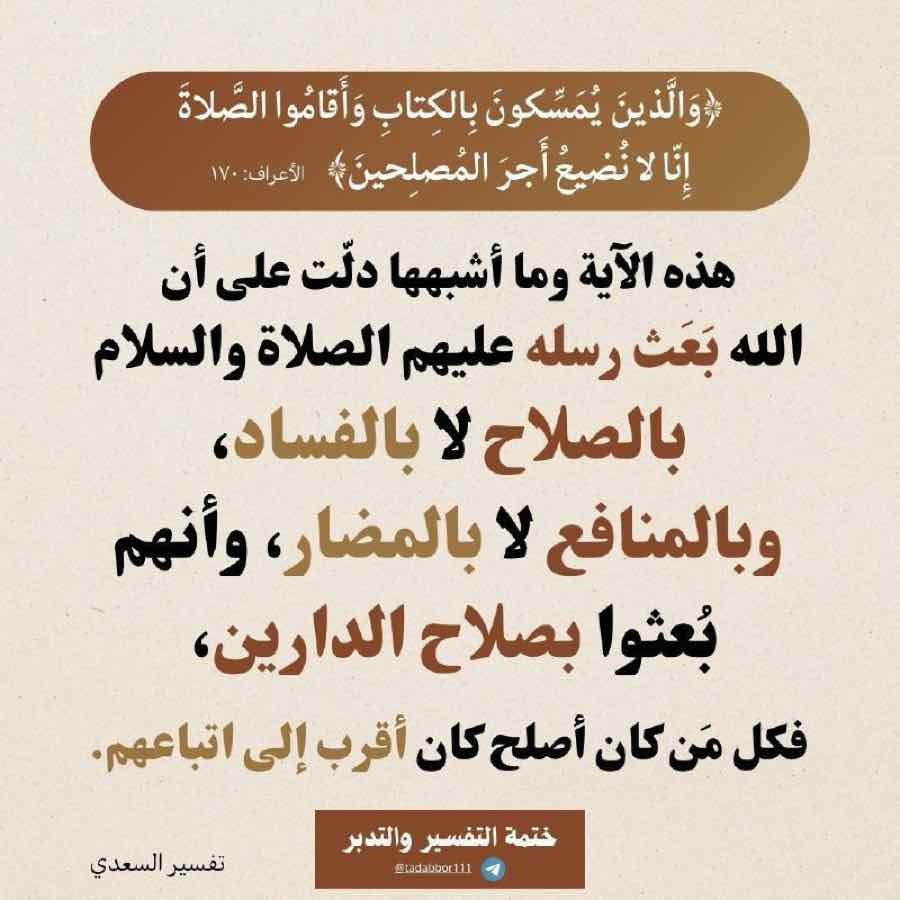 ﴿وَالَّذينَ يُمَسِّكونَ بِالكِتابِ وَأَقامُوا الصَّلاةَ
إِنّا لا نُضيعُ أَجرَ المُصلِحينَ﴾ الأعراف: ١٧٠
هذه الآية وما أشبهها دلّت على أن
الله بَعَث رسله عليهم الصلاة والسلام
بالصلاح لا بالفساد،
وبالمنافع لا بالمضار، وأنهم
بُعثوا بصلاح الدارين،
فكل مَن كان أصلح كان أقرب إلى اتباعهم.
ختمة التفسير والتدبر
@tadabbor111
تفسير السعدي